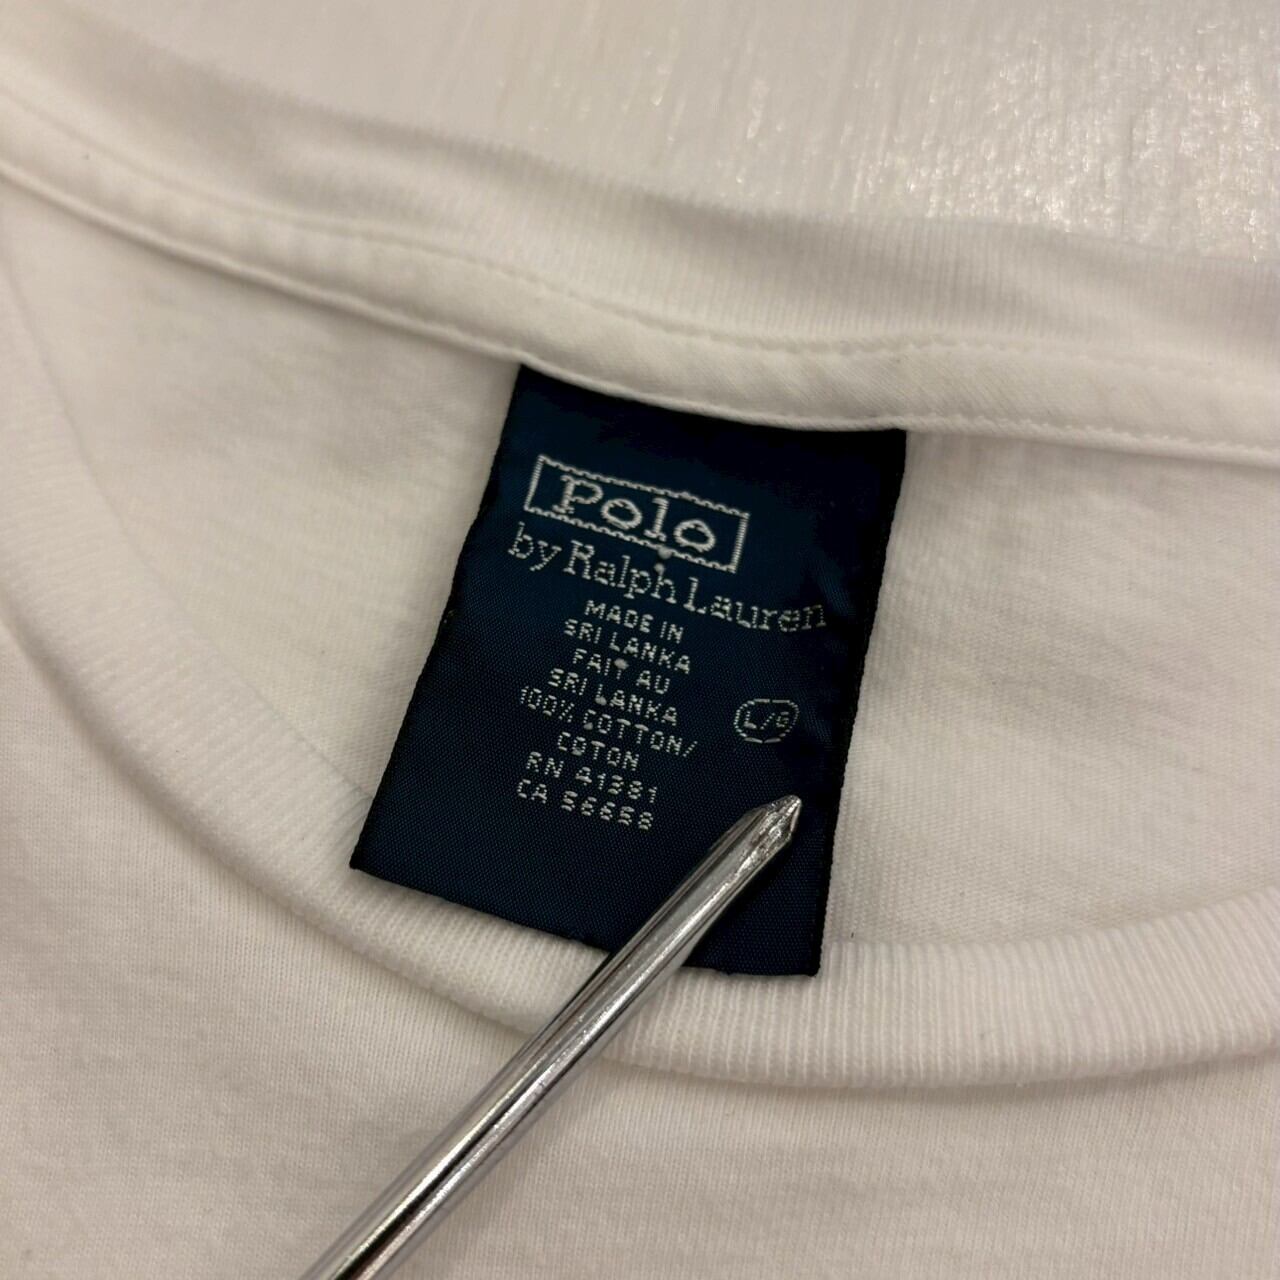 Polo
by Ralph Lauren
MADE IN
SRI LANKA
FAIT AU
SRI LANKA
100% COTTON/
COTON
L/G
RN 41381
CA 56658